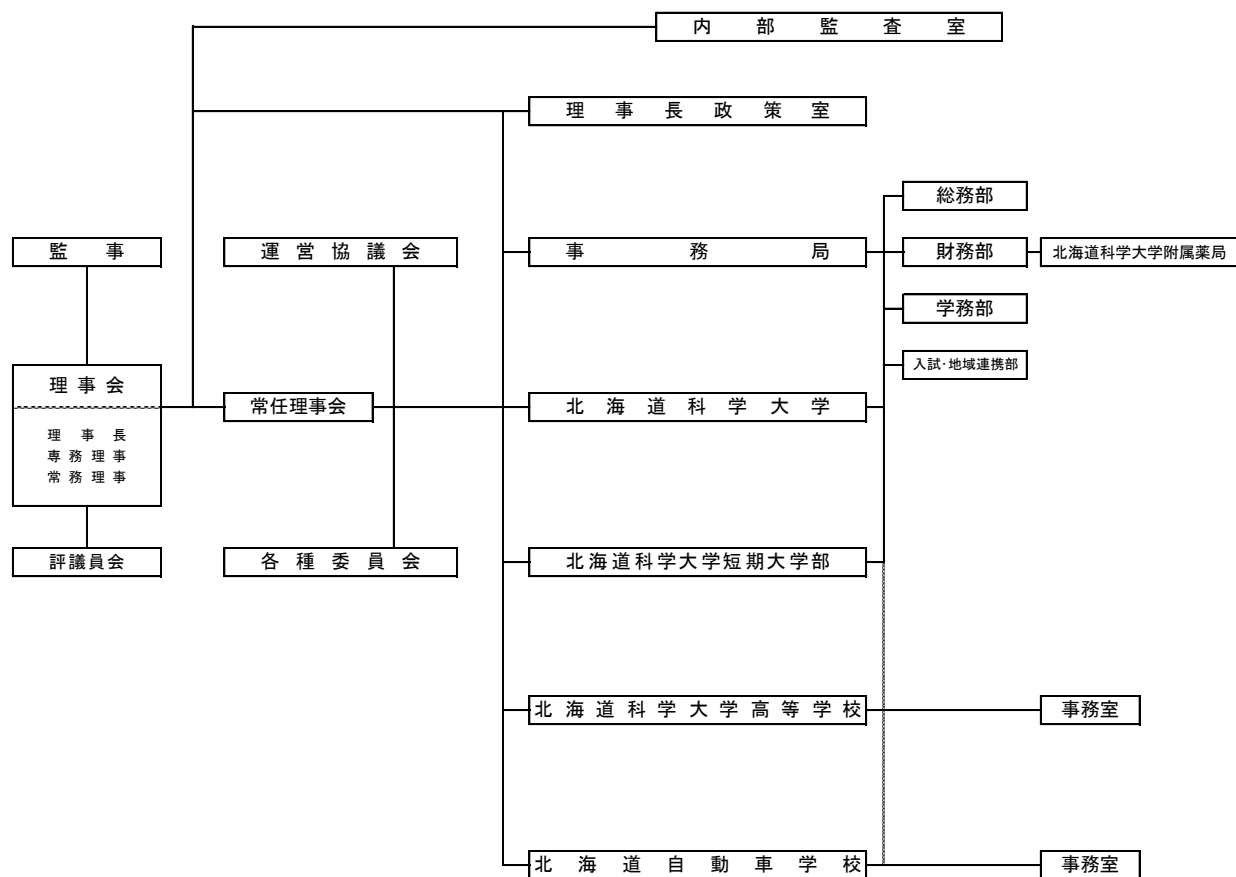 内部監査室
理事長政策室
総務部
監事
運営協議会
事務局
財務部
北海道科学大学附属薬局
学務部
入試・地域連携部
理事会
理事長
専務理事
常務理事
常任理事会
北海道科学大学
評議員会
各種委員会
北海道科学大学短期大学部
北海道科学大学高等学校
事務室
北海道自動車学校
事務室